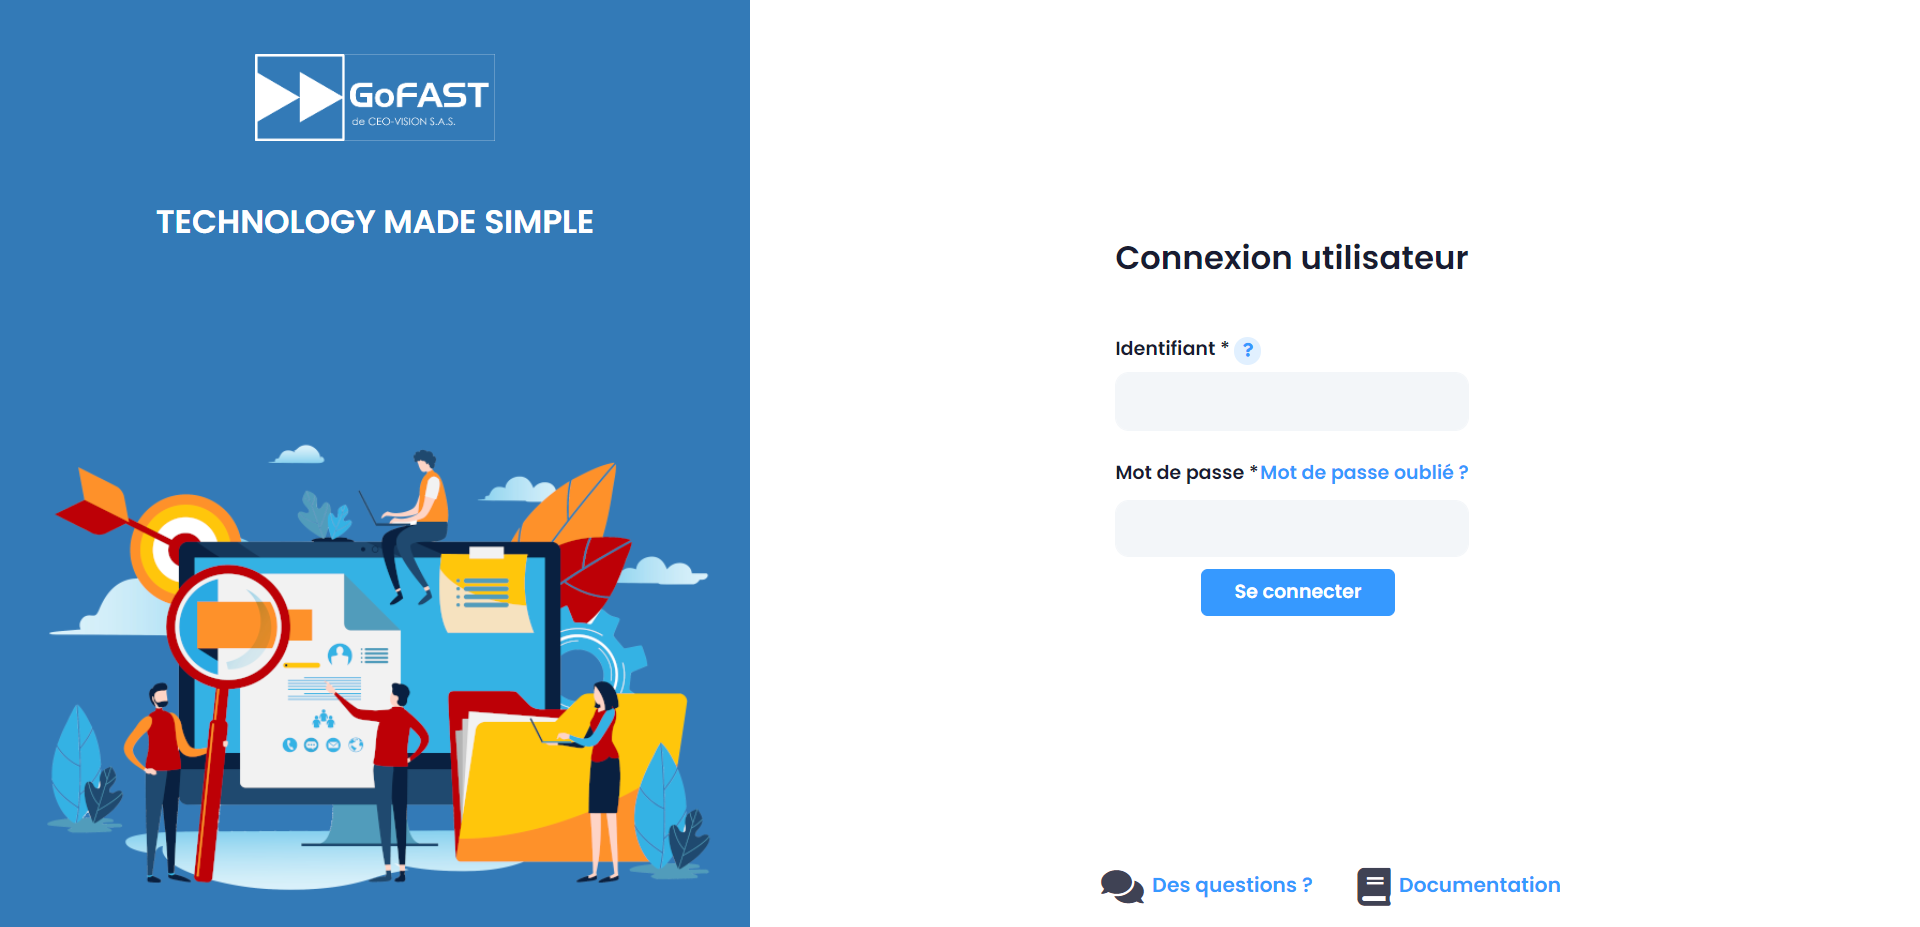 GoFAST
de CEO-VISION S.A.S.
TECHNOLOGY MADE SIMPLE
Connexion utilisateur
Identifiant * ?
Mot de passe * Mot de passe oublié ?
Se connecter
Des questions ? Documentation